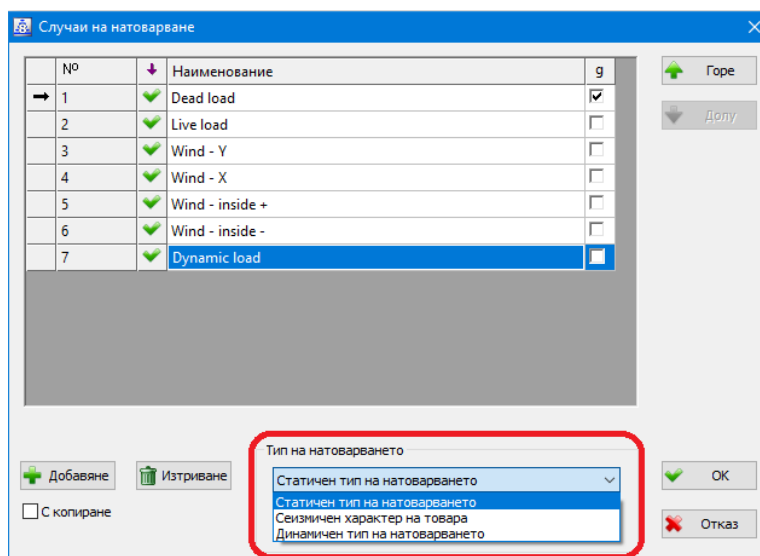 Случаи на натоварване
Nº Наименование g
1 Dead load
2 Live load
3 Wind - Y
4 Wind - X
5 Wind - inside +
6 Wind - inside -
7 Dynamic load
Горе
Долу
Тип на натоварването
Добавяне Изтриване Статичен тип на натоварването OK
Статичен тип на натоварването
С копиране Сеизмичен характер на товара
Динамичен тип на натоварването Отказ